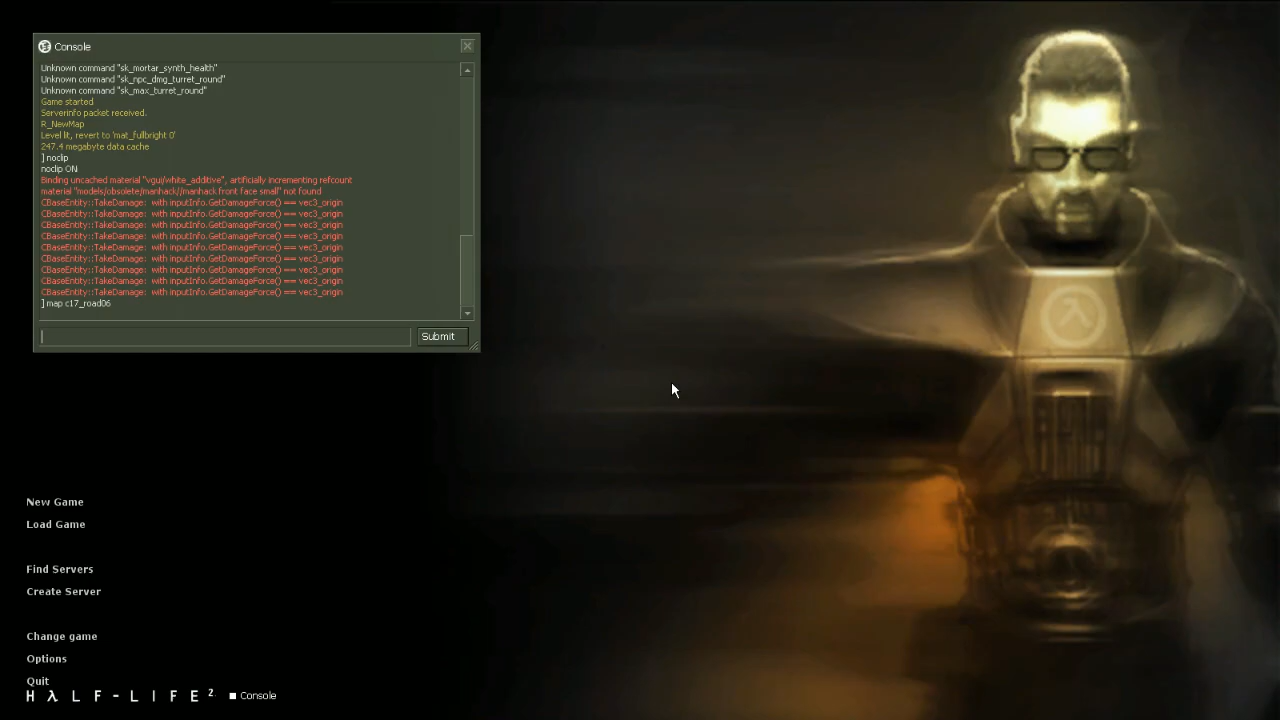 Console
Unknown command "sk_mortar_synth_health"
Unknown command "sk_npc_dmg_turret_round"
Unknown command "sk_max_turret_round"
Game started
Serverinfo packet received.
R_NewMap
Level lit, revert to 'mat_fullbright 0'
247.4 megabyte data cache
] noclip
noclip ON
Binding uncached material "vgui/white_additive", artificially incrementing refcount
material "models/obsolete/manhack//manhack front face small" not found
CBaseEntity::TakeDamage:  with inputInfo.GetDamageForce() == vec3_origin
CBaseEntity::TakeDamage:  with inputInfo.GetDamageForce() == vec3_origin
CBaseEntity::TakeDamage:  with inputInfo.GetDamageForce() == vec3_origin
CBaseEntity::TakeDamage:  with inputInfo.GetDamageForce() == vec3_origin
CBaseEntity::TakeDamage:  with inputInfo.GetDamageForce() == vec3_origin
CBaseEntity::TakeDamage:  with inputInfo.GetDamageForce() == vec3_origin
CBaseEntity::TakeDamage:  with inputInfo.GetDamageForce() == vec3_origin
CBaseEntity::TakeDamage:  with inputInfo.GetDamageForce() == vec3_origin
CBaseEntity::TakeDamage:  with inputInfo.GetDamageForce() == vec3_origin
] map c17_road06
Submit
New Game
Load Game
Find Servers
Create Server
Change game
Options
Quit
HλLF-LIFE²
Console